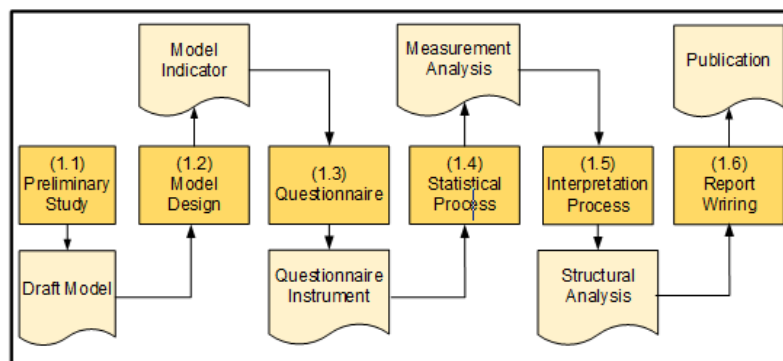 Model
Indicator
Measurement
Analysis
Publication
(1.1)
Preliminary
Study
(1.2)
Model
Design
(1.3)
Questionnaire
(1.4)
Statistical
Process
(1.5)
Interpretation
Process
(1.6)
Report
Wriring
Draft Model
Questionnaire
Instrument
Structural
Analysis